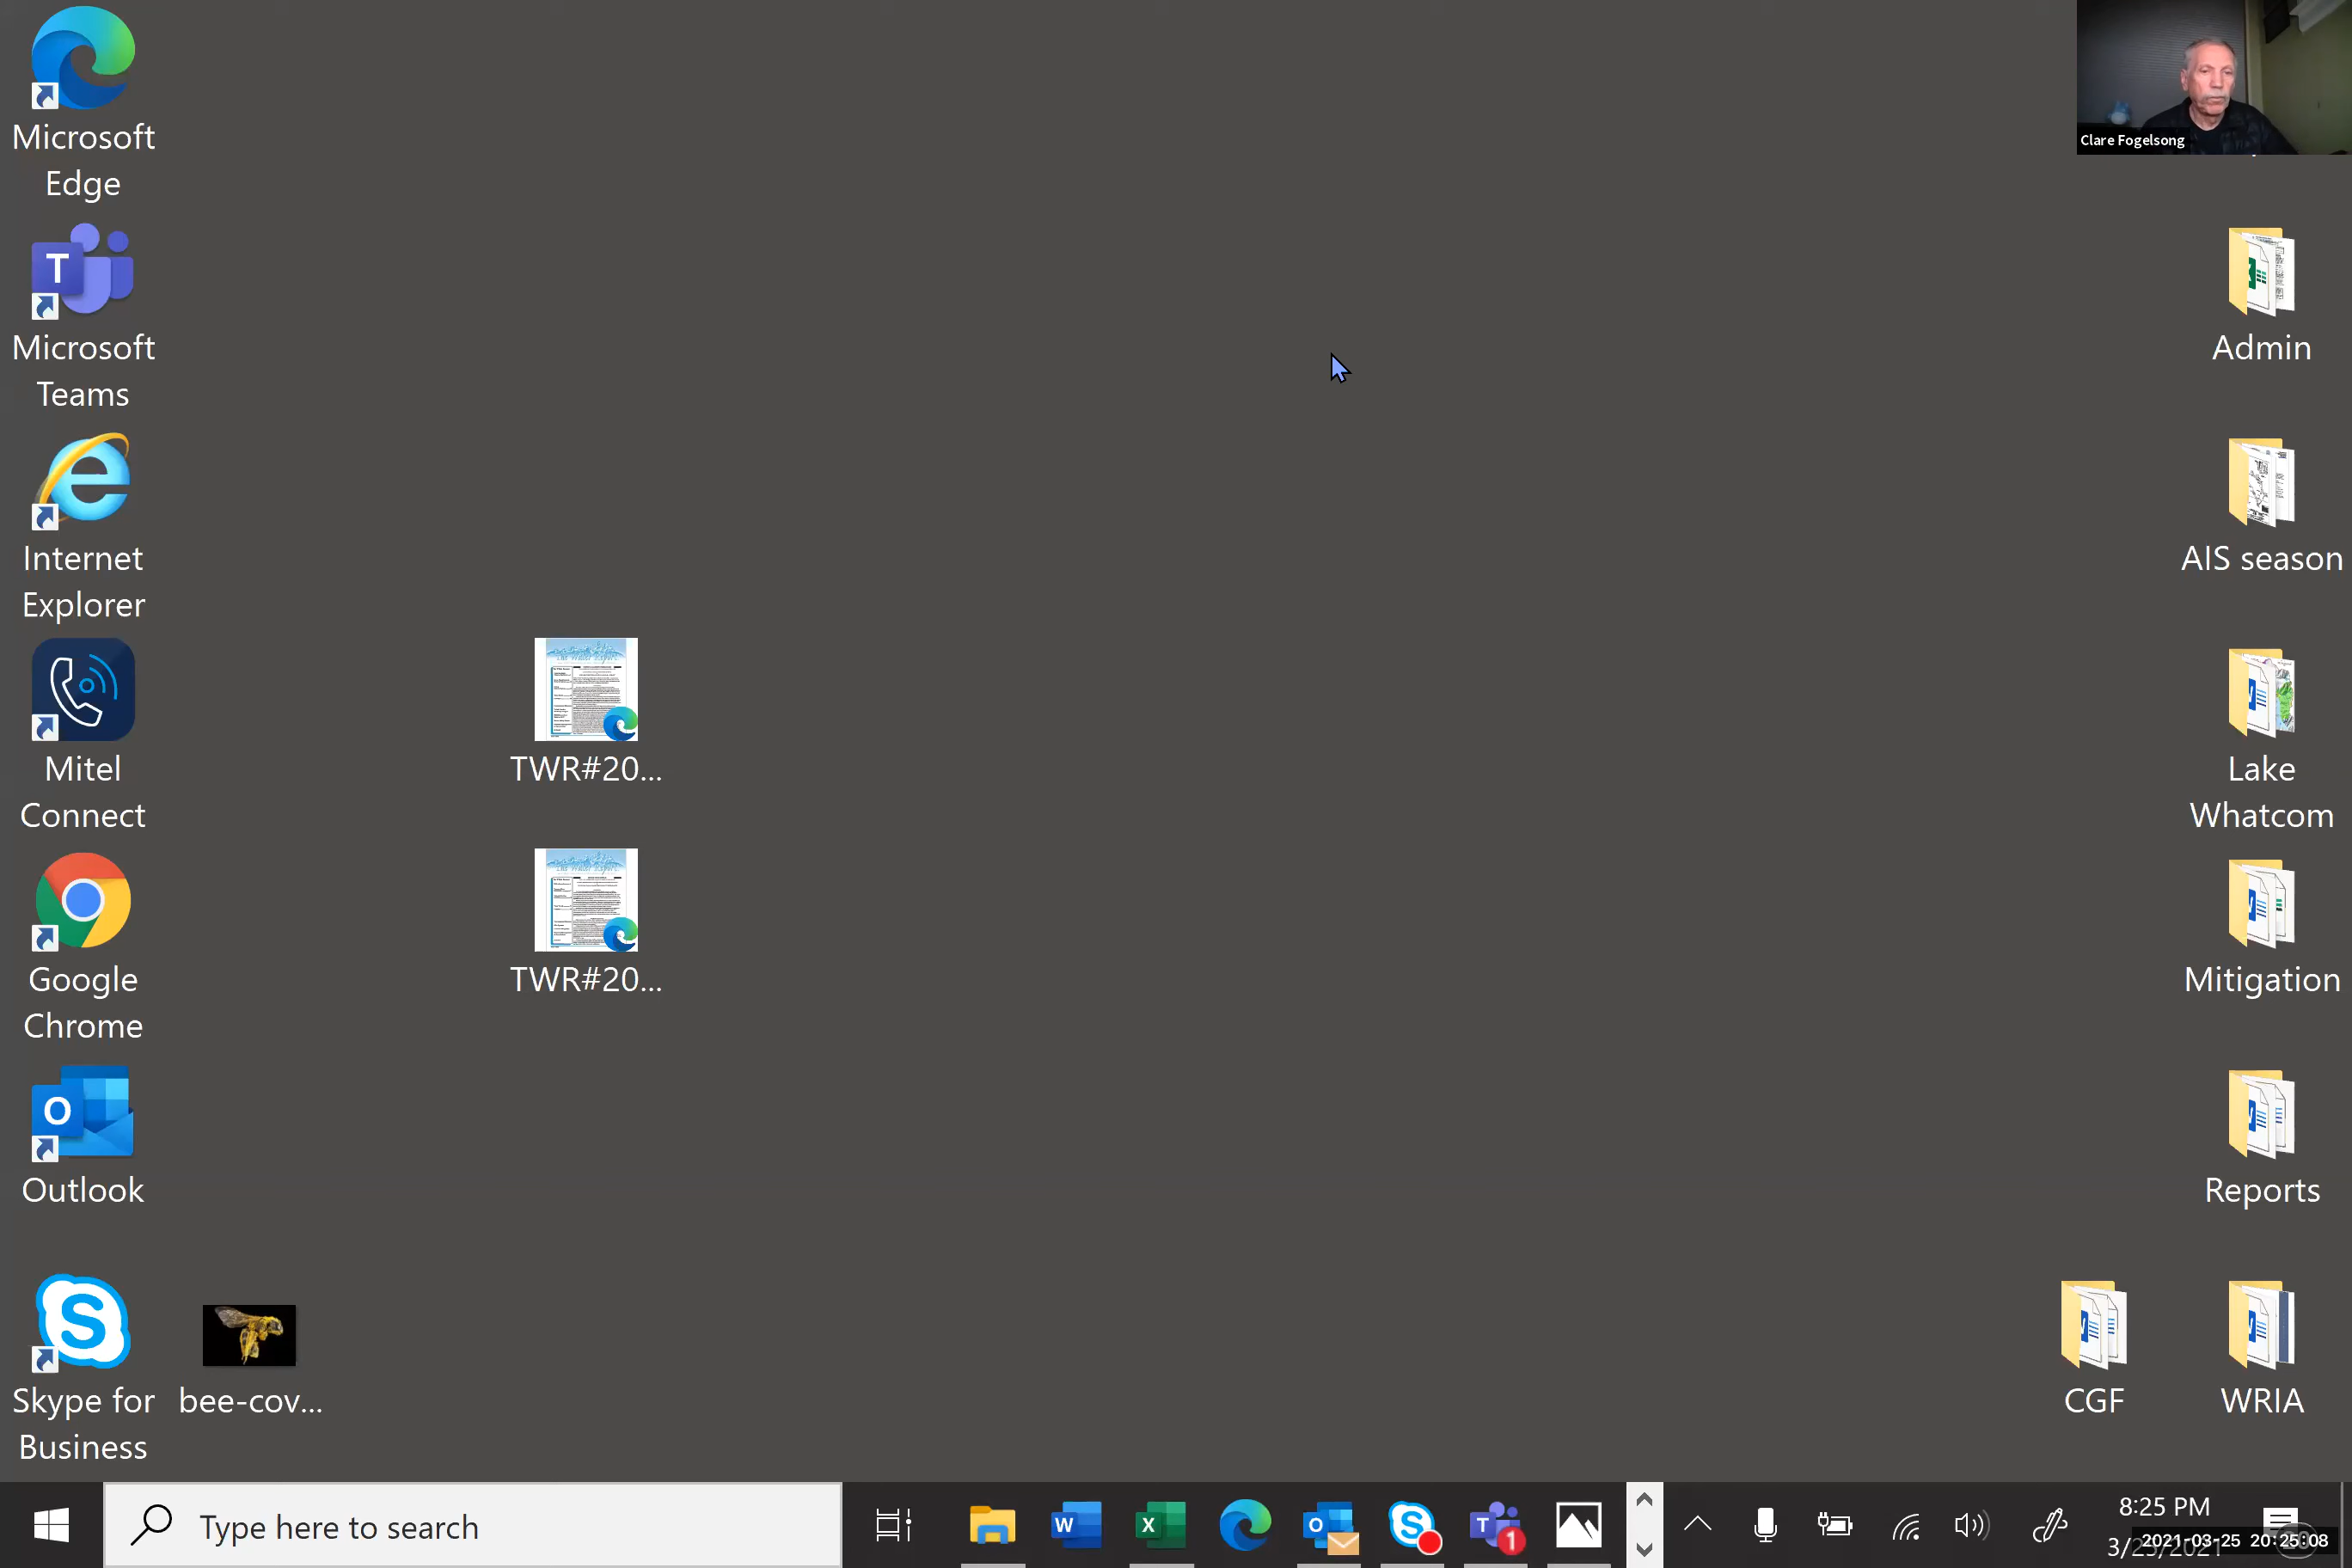 Microsoft
Edge
Microsoft
Teams
Internet
Explorer
Mitel
Connect
Google
Chrome
Outlook
Skype for
Business
bee-cov...
TWR#20...
TWR#20...
Clare Fogelsong
Admin
AIS season
Lake
Whatcom
Mitigation
Reports
CGF
WRIA
Type here to search
8:25 PM
2021-03-25 20:25:08